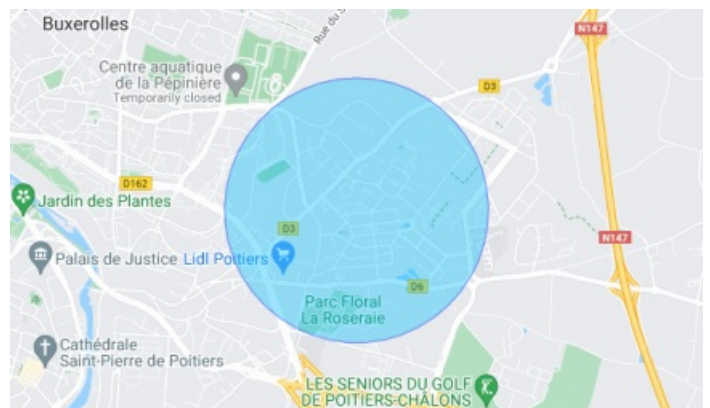 Buxerolles
Rue du
N147
Centre aquatique
de la Pépinière
Temporarily closed
D3
D162
Jardin des Plantes
D3
N147
Palais de Justice
Lidl Poitiers
D6
Parc Floral
La Roseraie
Cathédrale
Saint-Pierre de Poitiers
LES SENIORS DU GOLF
DE POITIERS-CHÂLONS